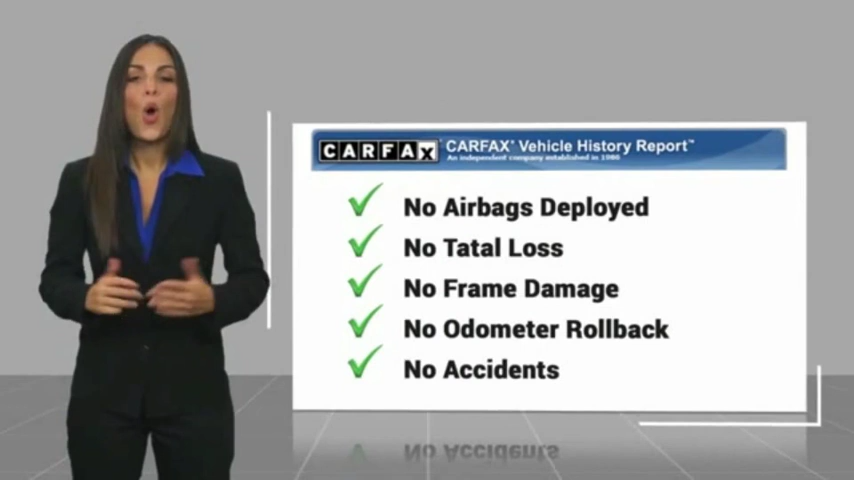 CARFAX CARFAX® Vehicle History Report™
An independent company established in 1986
No Airbags Deployed
No Tatal Loss
No Frame Damage
No Odometer Rollback
No Accidents
No Accidents